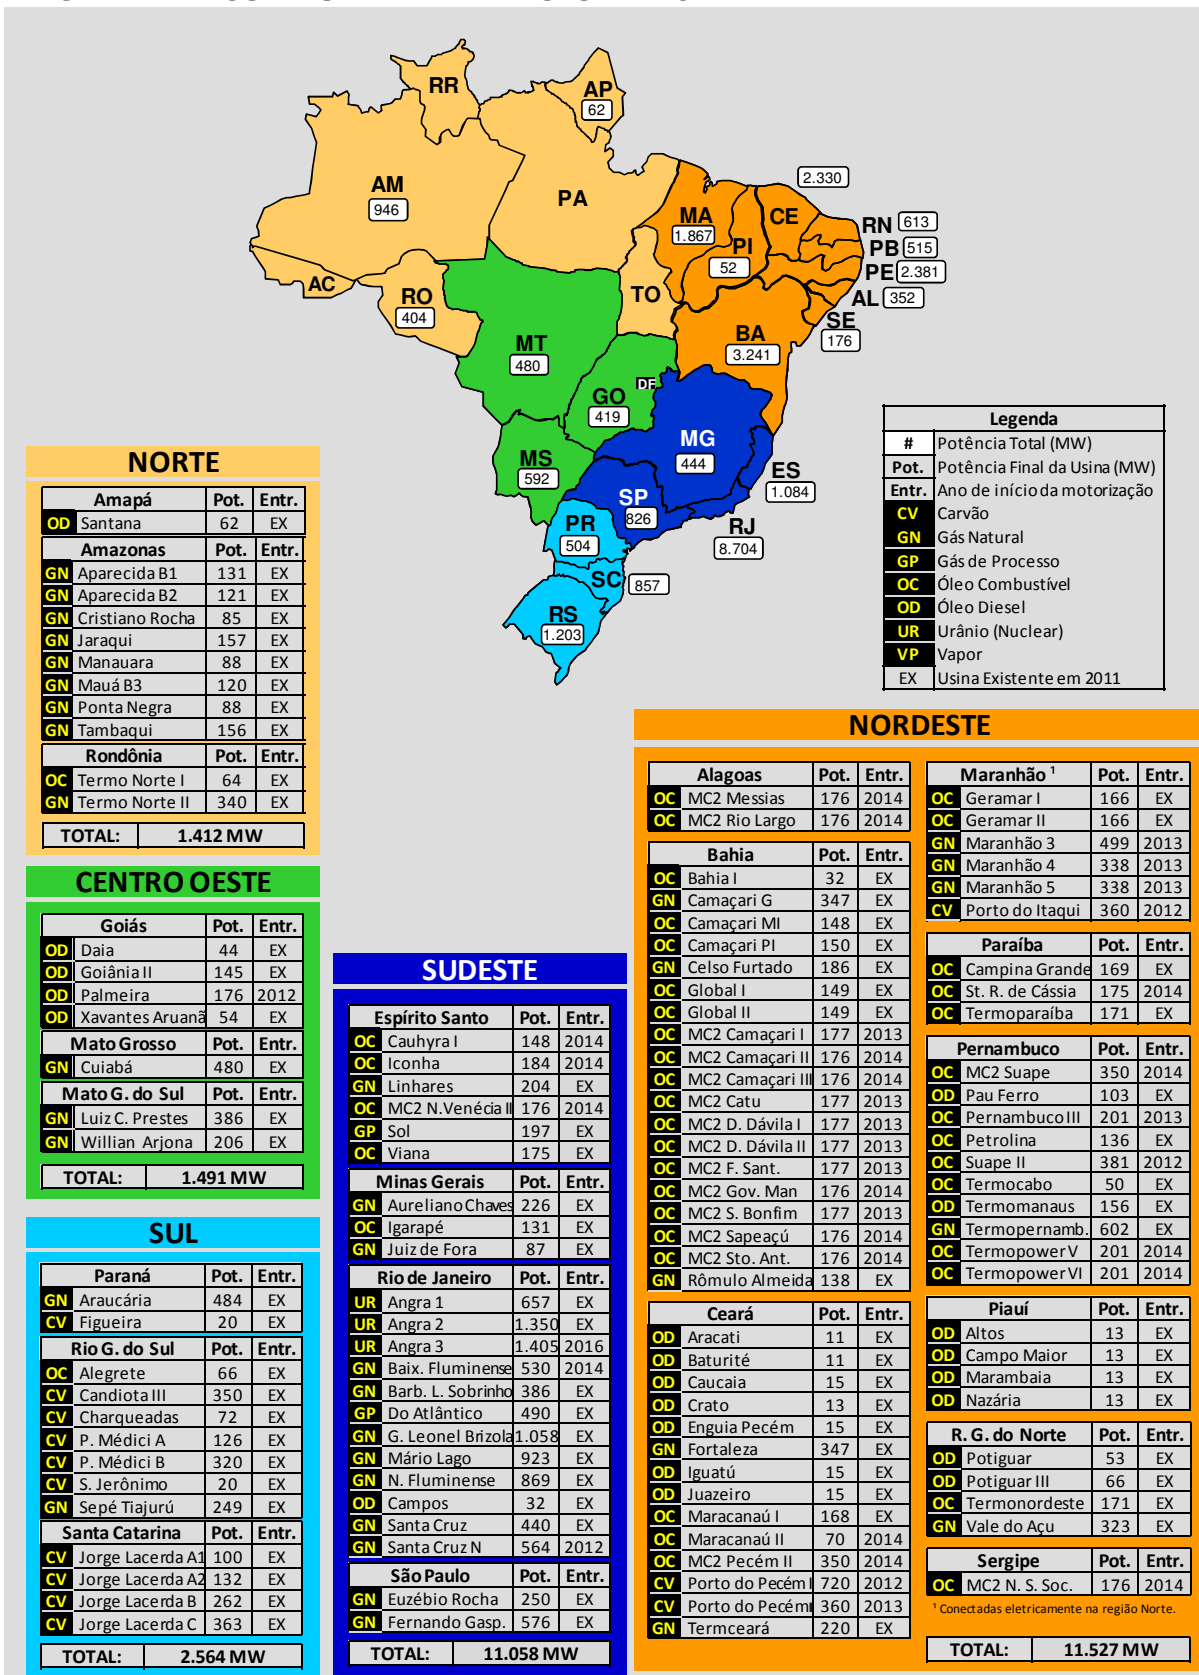 RR
AP
62
AM
946
PA
2.330
MA
1.867
CE
RN 613
PI
52
PB 515
PE 2.381
AC
RO
404
TO
AL 352
SE
176
BA
3.241
MT
480
DF
GO
419
MG
444
MS
592
ES
1.084
SP
826
RJ
8.704
PR
504
SC
857
RS
1.203
Legenda
# Potência Total (MW)
Pot. Potência Final da Usina (MW)
Entr. Ano de início da motorização
CV Carvão
GN Gás Natural
GP Gás de Processo
OC Óleo Combustível
OD Óleo Diesel
UR Urânio (Nuclear)
VP Vapor
EX Usina Existente em 2011
NORTE
Amapá Pot. Entr.
OD Santana 62 EX
Amazonas Pot. Entr.
GN Aparecida B1 131 EX
GN Aparecida B2 121 EX
GN Cristiano Rocha 85 EX
GN Jaraqui 157 EX
GN Manauara 88 EX
GN Mauá B3 120 EX
GN Ponta Negra 88 EX
GN Tambaqui 156 EX
Rondônia Pot. Entr.
OC Termo Norte I 64 EX
GN Termo Norte II 340 EX
TOTAL: 1.412 MW
CENTRO OESTE
Goiás Pot. Entr.
OD Daia 44 EX
OD Goiânia II 145 EX
OD Palmeira 176 2012
OD Xavantes Aruanã 54 EX
Mato Grosso Pot. Entr.
GN Cuiabá 480 EX
Mato G. do Sul Pot. Entr.
GN Luiz C. Prestes 386 EX
GN Willian Arjona 206 EX
TOTAL: 1.491 MW
SUL
Paraná Pot. Entr.
GN Araucária 484 EX
CV Figueira 20 EX
Rio G. do Sul Pot. Entr.
OC Alegrete 66 EX
CV Candiota III 350 EX
CV Charqueadas 72 EX
CV P. Médici A 126 EX
CV P. Médici B 320 EX
CV S. Jerônimo 20 EX
GN Sepé Tiajurú 249 EX
Santa Catarina Pot. Entr.
CV Jorge Lacerda A1 100 EX
CV Jorge Lacerda A2 132 EX
CV Jorge Lacerda B 262 EX
CV Jorge Lacerda C 363 EX
TOTAL: 2.564 MW
SUDESTE
Espírito Santo Pot. Entr.
OC Cauhyra I 148 2014
OC Iconha 184 2014
GN Linhares 204 EX
OC MC2 N.Venécia II 176 2014
GP Sol 197 EX
OC Viana 175 EX
Minas Gerais Pot. Entr.
GN Aureliano Chaves 226 EX
OC Igarapé 131 EX
GN Juiz de Fora 87 EX
Rio de Janeiro Pot. Entr.
UR Angra 1 657 EX
UR Angra 2 1.350 EX
UR Angra 3 1.405 2016
GN Baix. Fluminense 530 2014
GN Barb. L. Sobrinho 386 EX
GP Do Atlântico 490 EX
GN G. Leonel Brizola 1.058 EX
GN Mário Lago 923 EX
GN N. Fluminense 869 EX
OD Campos 32 EX
GN Santa Cruz 440 EX
GN Santa Cruz N 564 2012
São Paulo Pot. Entr.
GN Euzébio Rocha 250 EX
GN Fernando Gasp. 576 EX
TOTAL: 11.058 MW
NORDESTE
Alagoas Pot. Entr.
OC MC2 Messias 176 2014
OC MC2 Rio Largo 176 2014
Bahia Pot. Entr.
OC Bahia I 32 EX
GN Camaçari G 347 EX
OC Camaçari MI 148 EX
OC Camaçari PI 150 EX
GN Celso Furtado 186 EX
OC Global I 149 EX
OC Global II 149 EX
OC MC2 Camaçari I 177 2013
OC MC2 Camaçari II 176 2014
OC MC2 Camaçari III 176 2014
OC MC2 Catu 177 2013
OC MC2 D. Dávila I 177 2013
OC MC2 D. Dávila II 177 2013
OC MC2 F. Sant. 177 2013
OC MC2 Gov. Man 176 2014
OC MC2 S. Bonfim 177 2013
OC MC2 Sapeaçú 176 2014
OC MC2 Sto. Ant. 176 2014
GN Rômulo Almeida 138 EX
Ceará Pot. Entr.
OD Aracati 11 EX
OD Baturité 11 EX
OD Caucaia 15 EX
OD Crato 13 EX
OD Enguia Pecém 15 EX
GN Fortaleza 347 EX
OD Iguatú 15 EX
OD Juazeiro 15 EX
OC Maracanaú I 168 EX
OC Maracanaú II 70 2014
OC MC2 Pecém II 350 2014
CV Porto do Pecém I 720 2012
CV Porto do Pecém II 360 2013
GN Termceará 220 EX
Maranhão ¹ Pot. Entr.
OC Geramar I 166 EX
OC Geramar II 166 EX
GN Maranhão 3 499 2013
GN Maranhão 4 338 2013
GN Maranhão 5 338 2013
CV Porto do Itaqui 360 2012
Paraíba Pot. Entr.
OC Campina Grande 169 EX
OC St. R. de Cássia 175 2014
OC Termoparaíba 171 EX
Pernambuco Pot. Entr.
OC MC2 Suape 350 2014
OD Pau Ferro 103 EX
OC Pernambuco III 201 2013
OC Petrolina 136 EX
OC Suape II 381 2012
OC Termocabo 50 EX
OD Termomanaus 156 EX
GN Termopernamb. 602 EX
OC Termopower V 201 2014
OC Termopower VI 201 2014
Piauí Pot. Entr.
OD Altos 13 EX
OD Campo Maior 13 EX
OD Marambaia 13 EX
OD Nazária 13 EX
R. G. do Norte Pot. Entr.
OD Potiguar 53 EX
OD Potiguar III 66 EX
OC Termonordeste 171 EX
GN Vale do Açu 323 EX
Sergipe Pot. Entr.
OC MC2 N. S. Soc. 176 2014
¹ Conectadas eletricamente na região Norte.
TOTAL: 11.527 MW